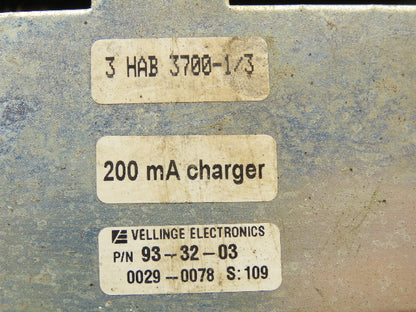 3 HAB 3700-1/3
200 mA charger
VELLINGE ELECTRONICS
P/N 93-32-03
0029-0078 S:109